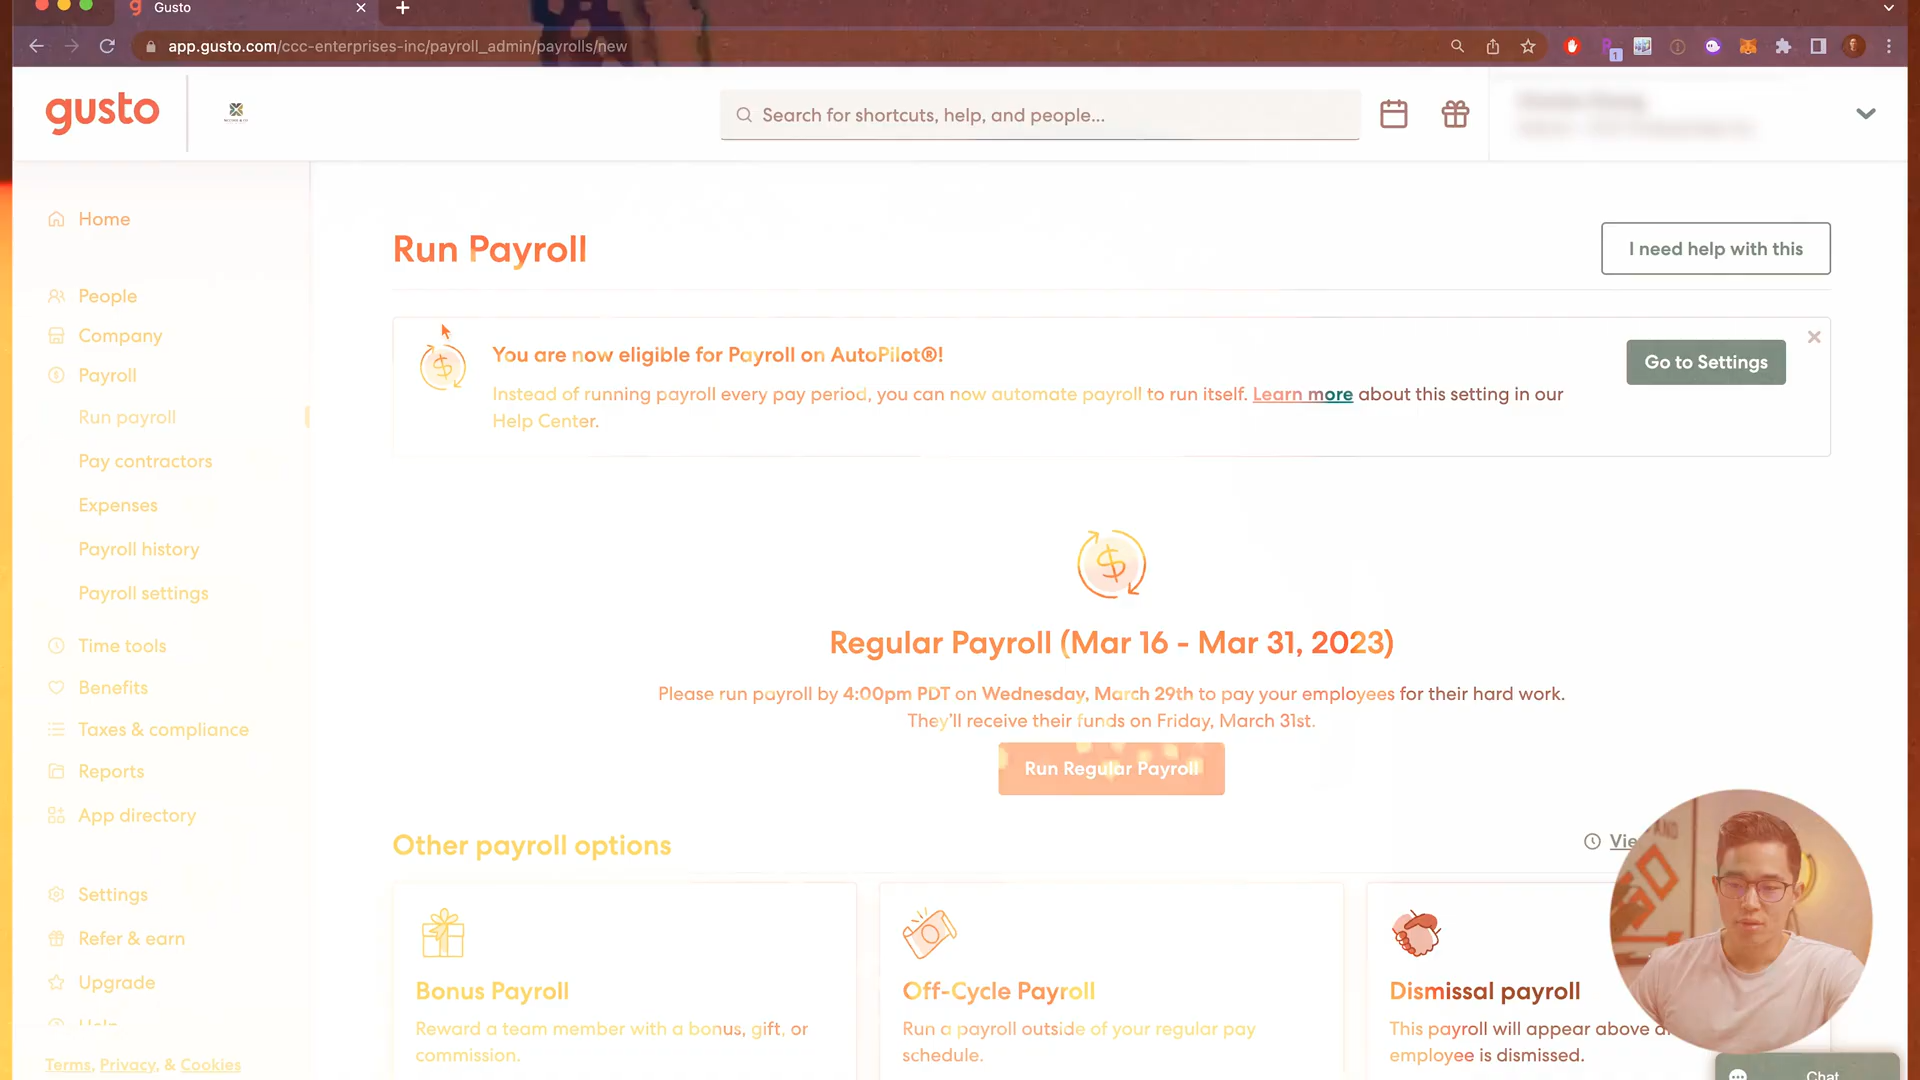 Gusto
app.gusto.com/ccc-enterprises-inc/payroll_admin/payrolls/new
1
gusto
Search for shortcuts, help, and people...
Home
People
Company
Payroll
Run payroll
Pay contractors
Expenses
Payroll history
Payroll settings
Time tools
Benefits
Taxes & compliance
Reports
App directory
Settings
Refer & earn
Upgrade
Help
Terms, Privacy, & Cookies
Run Payroll
I need help with this
You are now eligible for Payroll on AutoPilot®!
Instead of running payroll every pay period, you can now automate payroll to run itself. Learn more about this setting in our
Help Center.
Go to Settings
Regular Payroll (Mar 16 - Mar 31, 2023)
Please run payroll by 4:00pm PDT on Wednesday, March 29th to pay your employees for their hard work.
They'll receive their funds on Friday, March 31st.
Run Regular Payroll
Other payroll options
Bonus Payroll
Reward a team member with a bonus, gift, or
commission.
Off-Cycle Payroll
Run a payroll outside of your regular pay
schedule.
Dismissal payroll
This payroll will appear above
employee is dismissed.
Chat